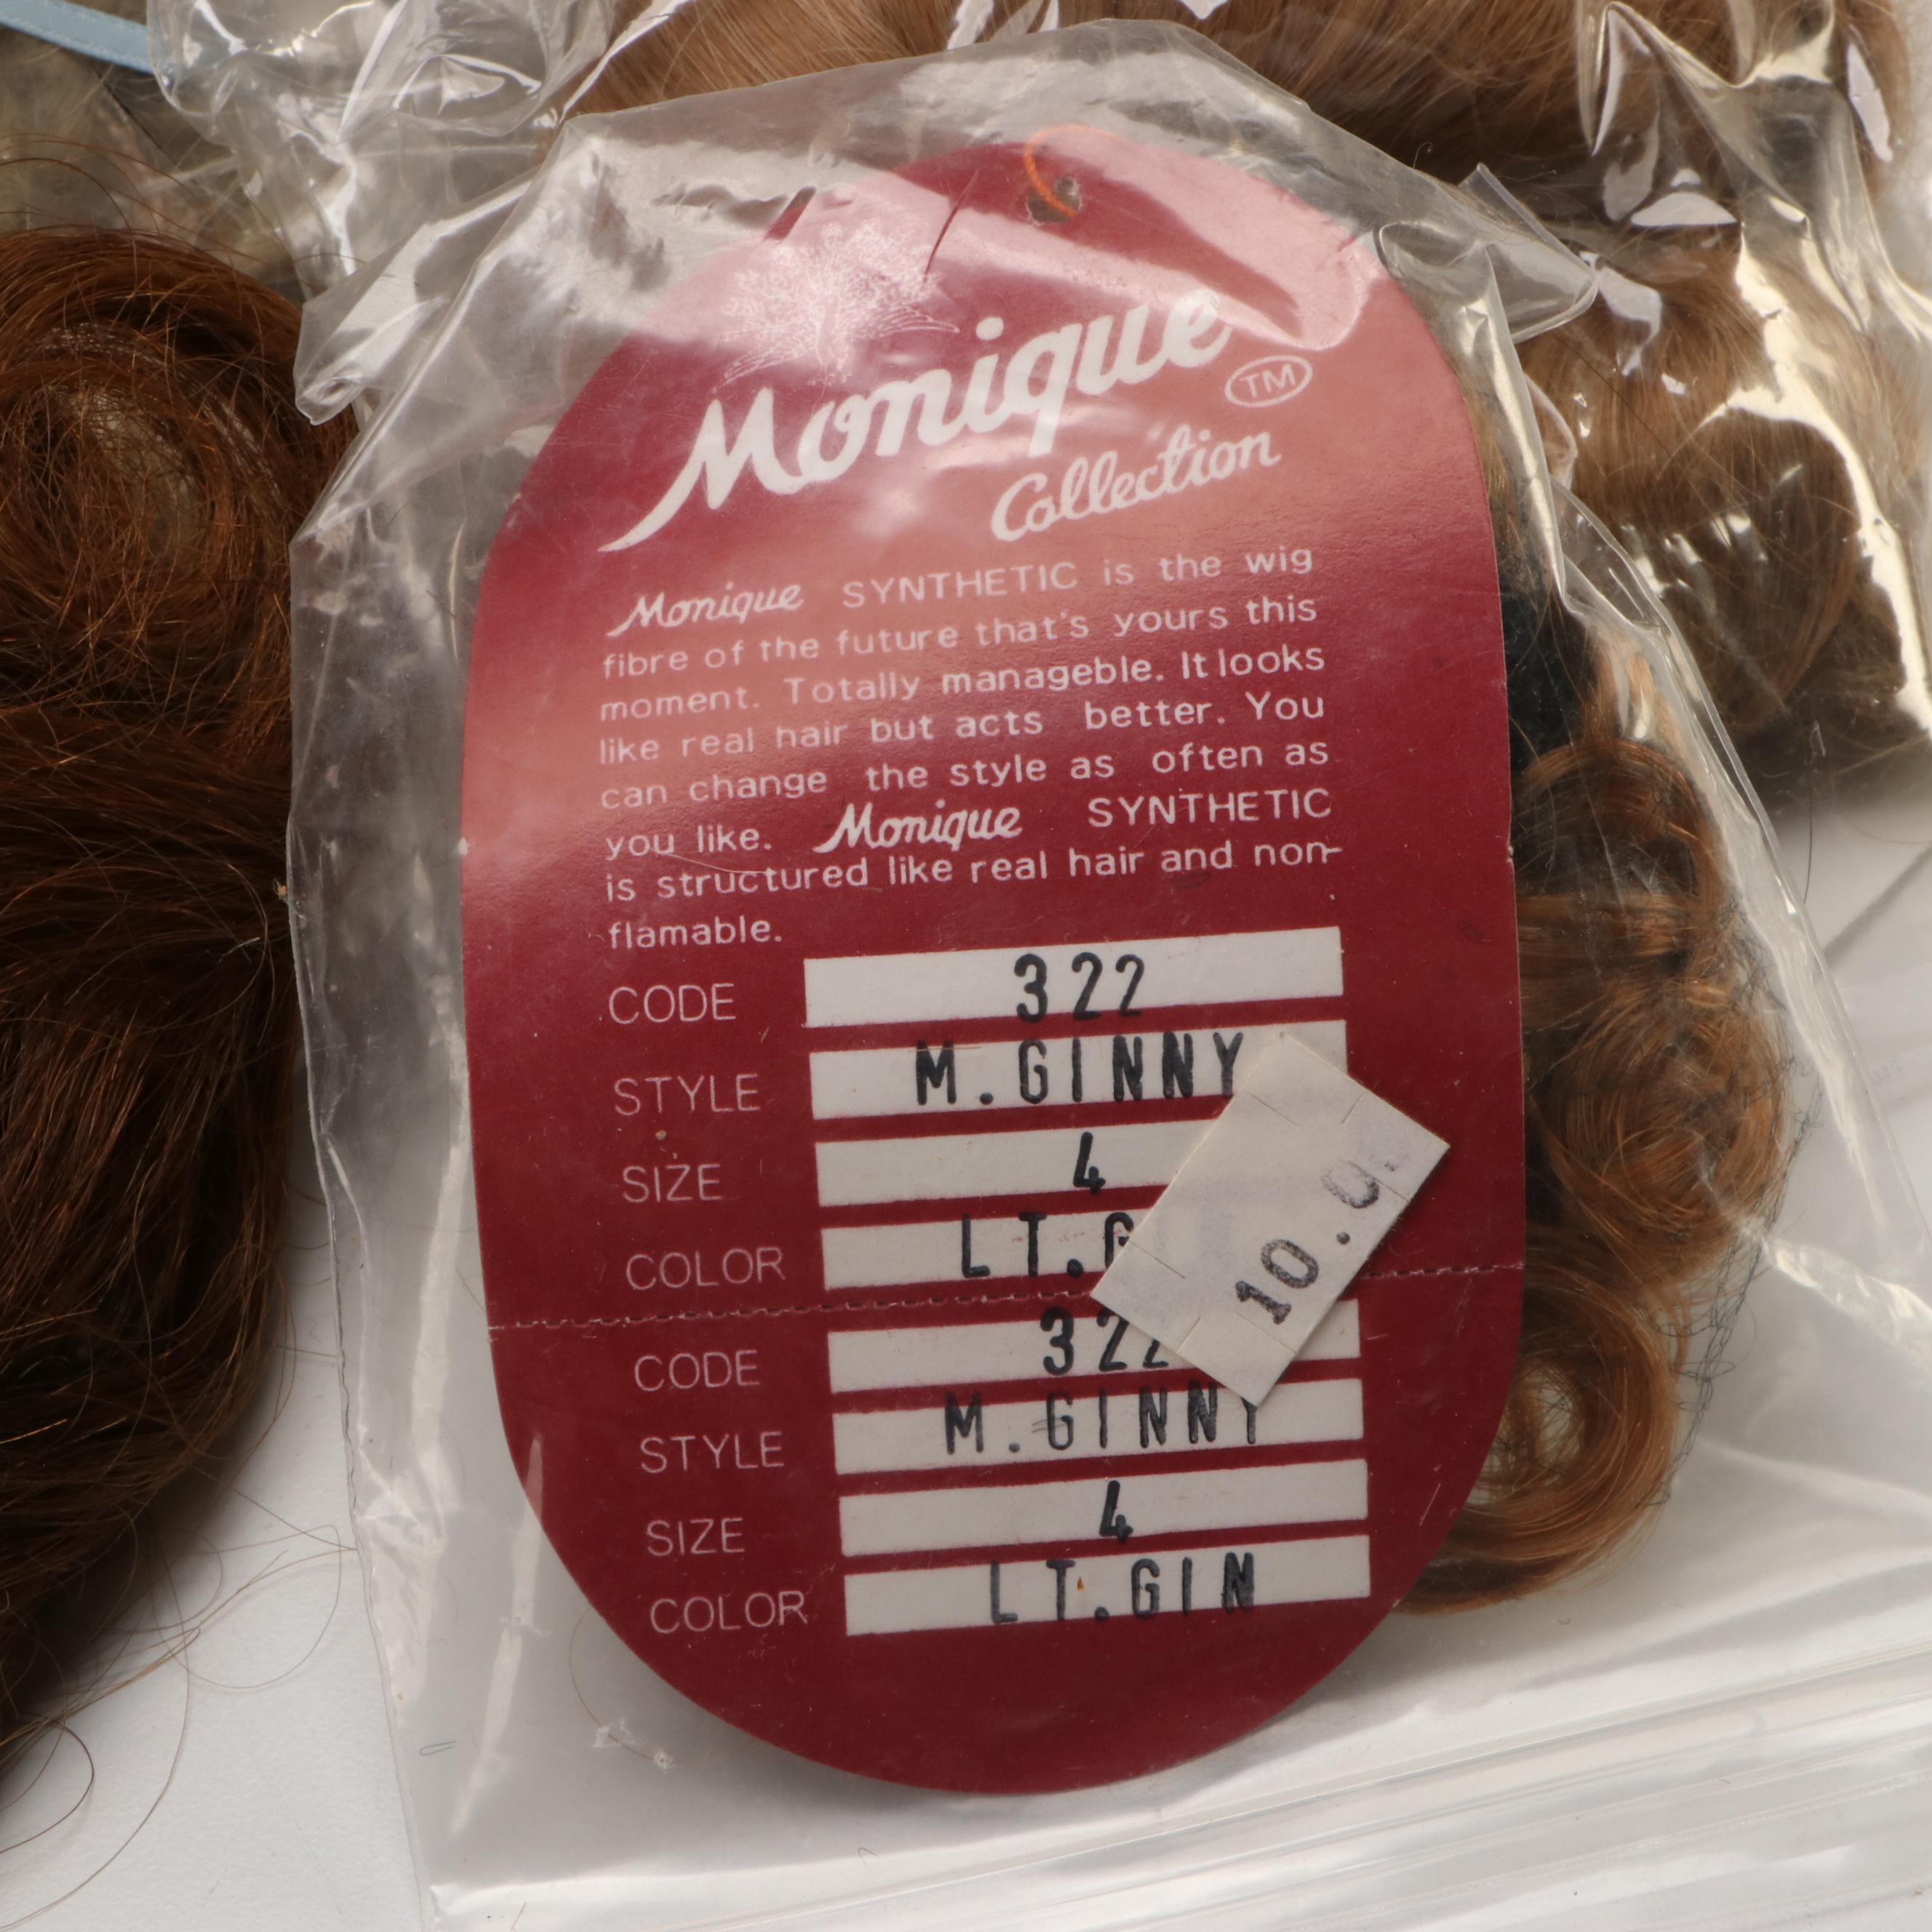 Monique
TM
Collection
Monique SYNTHETIC is the wig
fibre of the future that's yours this
moment. Totally manageble. It looks
like real hair but acts better. You
can change the style as often as
you like. Monique SYNTHETIC
is structured like real hair and non-
flamable.
CODE 322
STYLE M.GINNY
SIZE 4
COLOR LT.G
10.0
CODE 322
STYLE M.GINNY
SIZE 4
COLOR LT.GIN